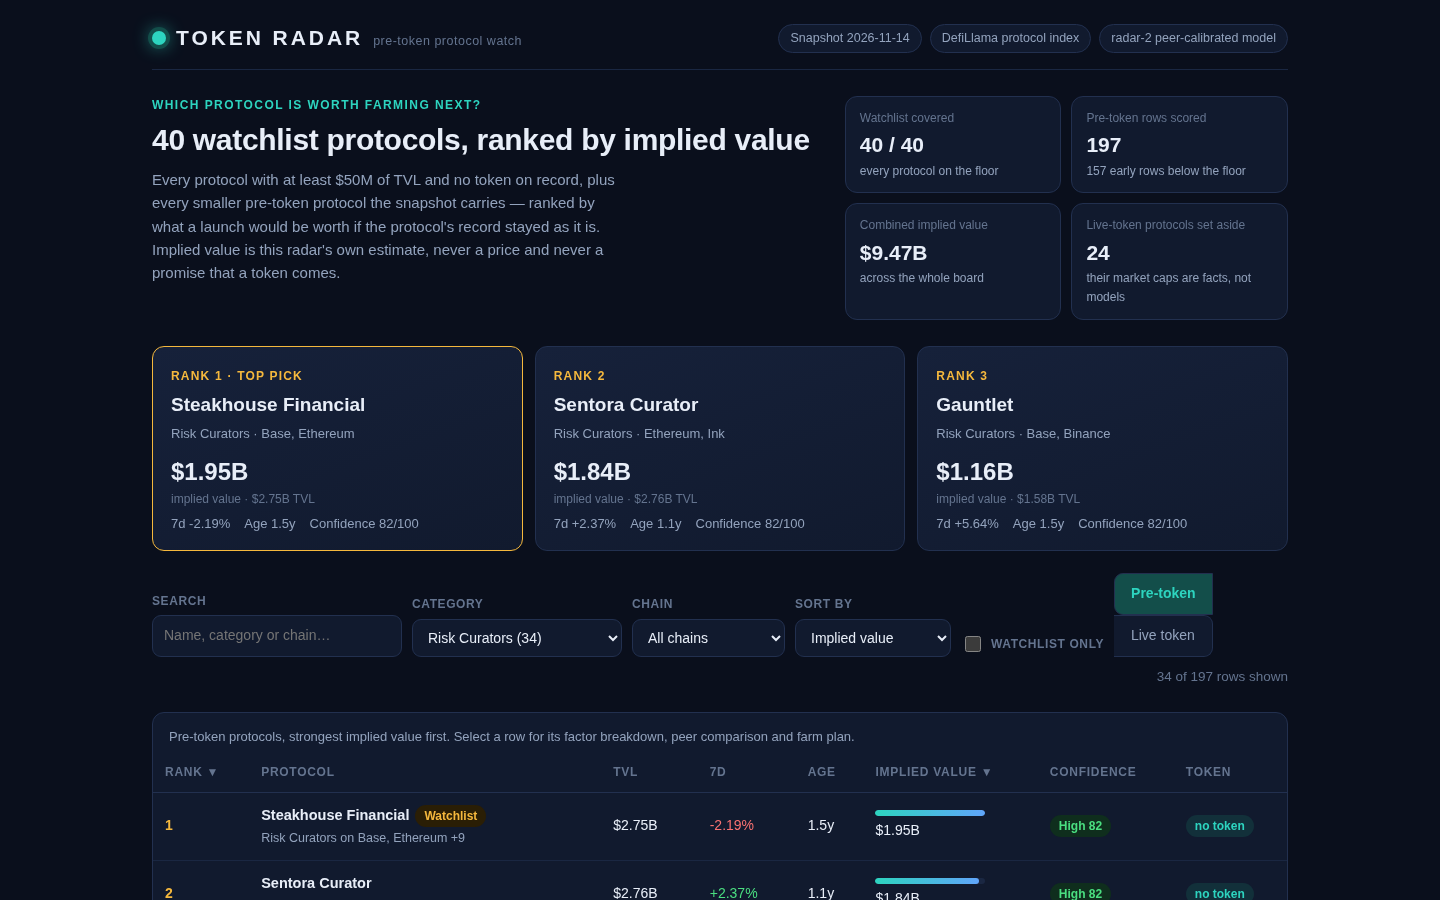 TOKEN RADAR pre-token protocol watch
Snapshot 2026-11-14
DefiLlama protocol index
radar-2 peer-calibrated model
WHICH PROTOCOL IS WORTH FARMING NEXT?
40 watchlist protocols, ranked by implied value
Every protocol with at least $50M of TVL and no token on record, plus
every smaller pre-token protocol the snapshot carries — ranked by
what a launch would be worth if the protocol's record stayed as it is.
Implied value is this radar's own estimate, never a price and never a
promise that a token comes.
Watchlist covered
40 / 40
every protocol on the floor
Pre-token rows scored
197
157 early rows below the floor
Combined implied value
$9.47B
across the whole board
Live-token protocols set aside
24
their market caps are facts, not
models
RANK 1 · TOP PICK
Steakhouse Financial
Risk Curators · Base, Ethereum
$1.95B
implied value · $2.75B TVL
7d -2.19% Age 1.5y Confidence 82/100
RANK 2
Sentora Curator
Risk Curators · Ethereum, Ink
$1.84B
implied value · $2.76B TVL
7d +2.37% Age 1.1y Confidence 82/100
RANK 3
Gauntlet
Risk Curators · Base, Binance
$1.16B
implied value · $1.58B TVL
7d +5.64% Age 1.5y Confidence 82/100
SEARCH
Name, category or chain…
CATEGORY
Risk Curators (34)
CHAIN
All chains
SORT BY
Implied value
WATCHLIST ONLY
Pre-token
Live token
34 of 197 rows shown
Pre-token protocols, strongest implied value first. Select a row for its factor breakdown, peer comparison and farm plan.
RANK ▼ PROTOCOL TVL 7D AGE IMPLIED VALUE ▼ CONFIDENCE TOKEN
1 Steakhouse Financial Watchlist $2.75B -2.19% 1.5y $1.95B High 82 no token
Risk Curators on Base, Ethereum +9
2 Sentora Curator $2.76B +2.37% 1.1y $1.84B High 82 no token